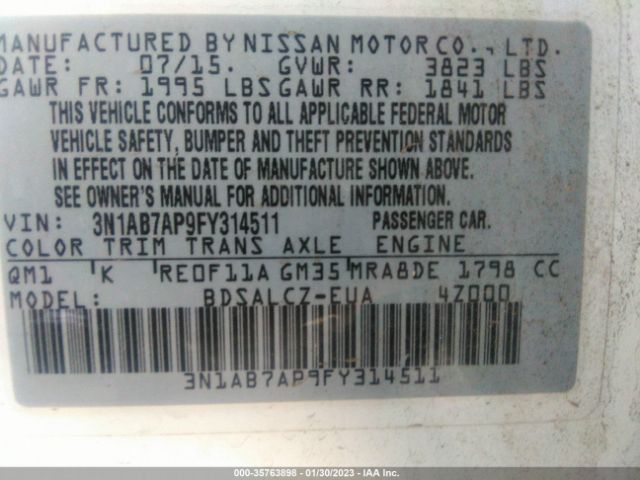 MANUFACTURED BY NISSAN MOTOR CO., LTD.
DATE: 07/15. GVWR: 3823 LBS
GAWR FR: 1995 LBS GAWR RR: 1841 LBS
THIS VEHICLE CONFORMS TO ALL APPLICABLE FEDERAL MOTOR
VEHICLE SAFETY, BUMPER AND THEFT PREVENTION STANDARDS
IN EFFECT ON THE DATE OF MANUFACTURE SHOWN ABOVE.
SEE OWNER'S MANUAL FOR ADDITIONAL INFORMATION.
VIN: 3N1AB7AP9FY314511 PASSENGER CAR.
COLOR TRIM TRANS AXLE ENGINE
QM1 K RE0F11A GM35 MRA8DE 1798 CC
MODEL: BDSALCZ-EUA 4Z000
3N1AB7AP9FY314511
000-35763898 - 01/30/2023 - IAA Inc.